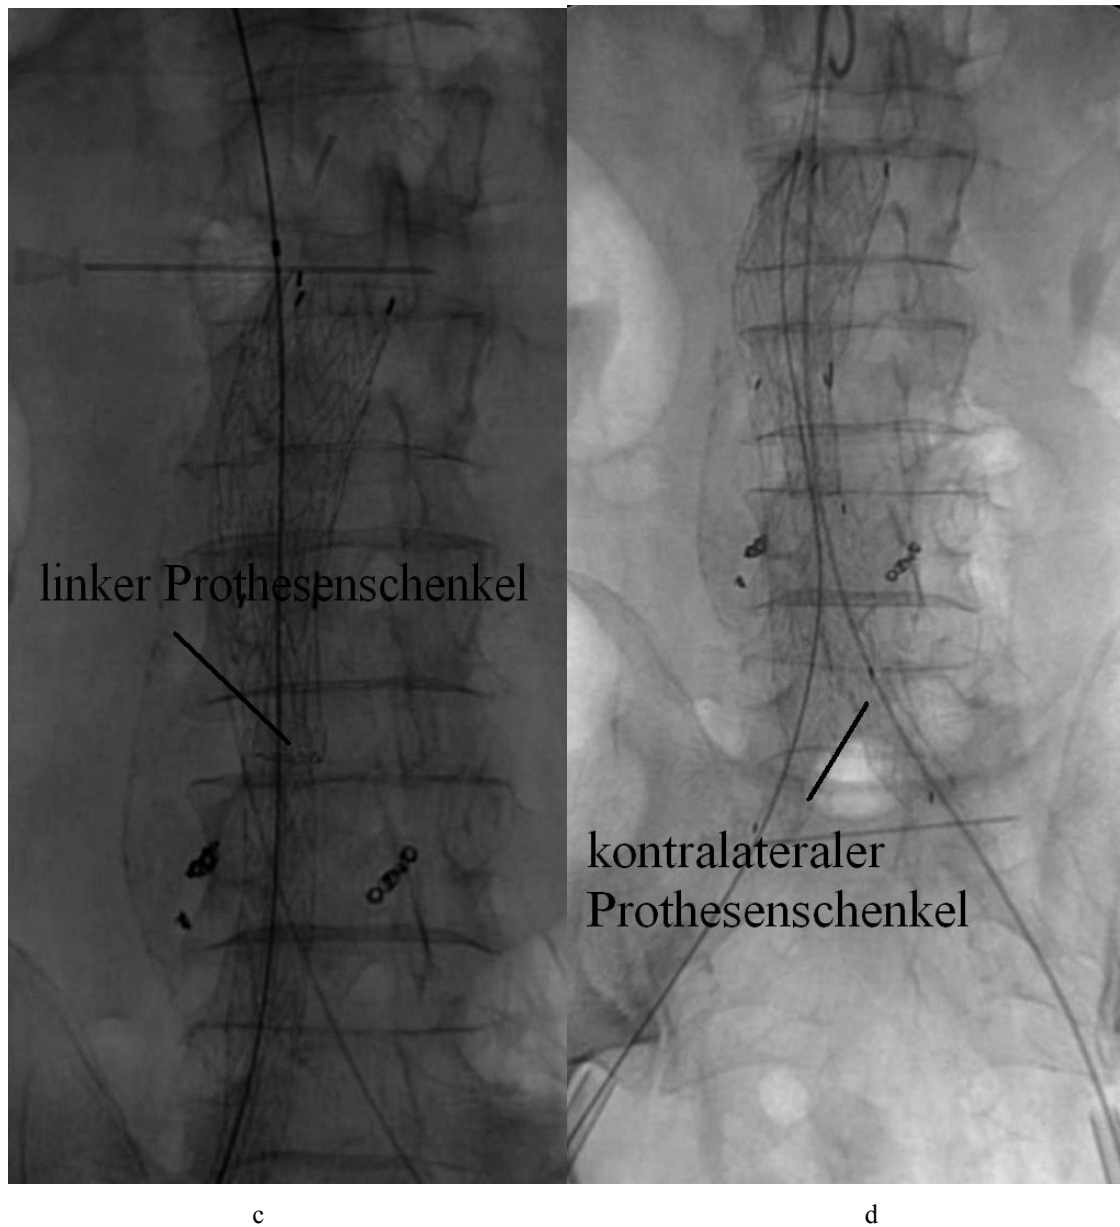 linker Prothesenschenkel
kontralateraler
Prothesenschenkel
c
d